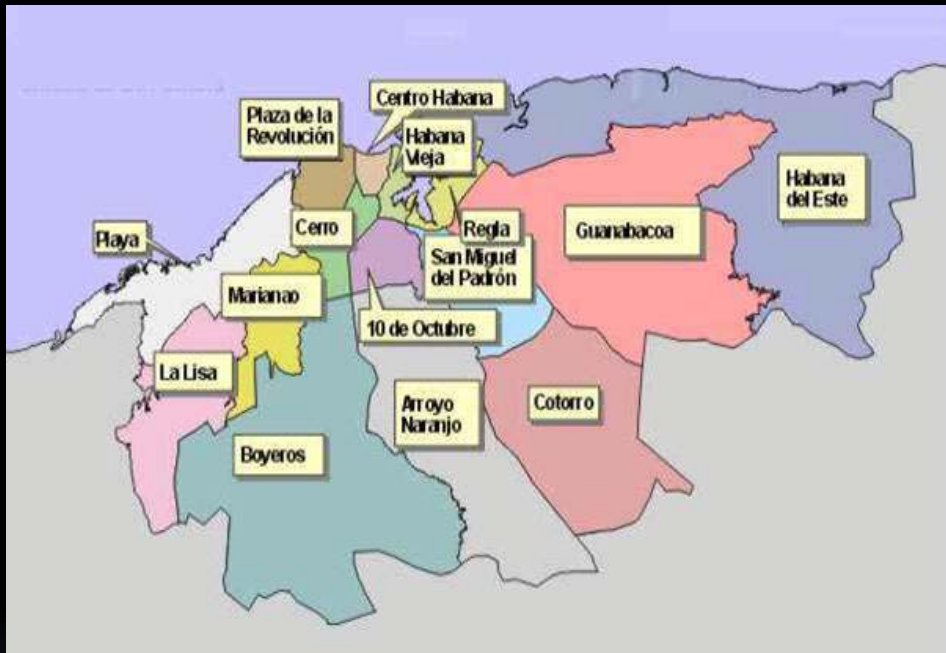 Centro Habana
Plaza de la
Revolución
Habana
Vieja
Habana
del Este
Playa
Cerro
Regla
Guanabacoa
San Miguel
del Padrón
Marianao
10 de Octubre
La Lisa
Arroyo
Naranjo
Cotorro
Boyeros